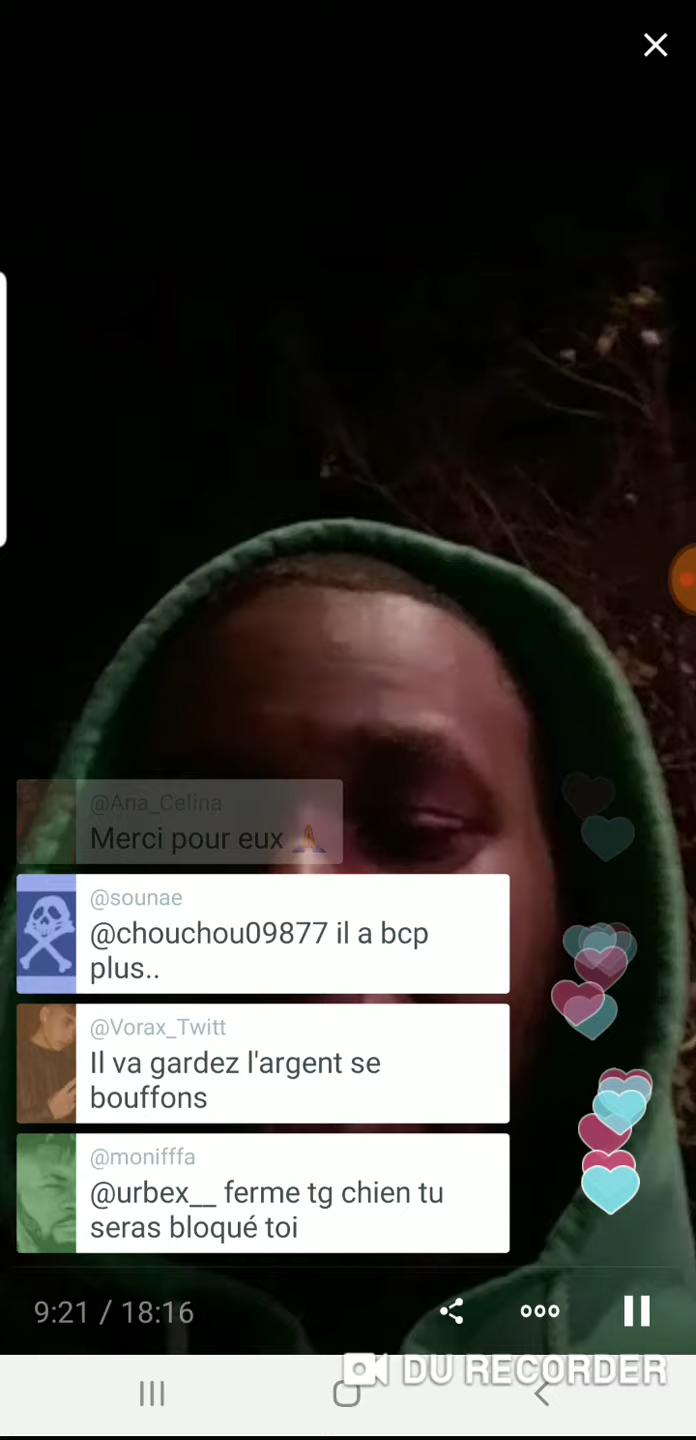 @Ana_Celina
Merci pour eux 🙏
@sounae
@chouchou09877 il a bcp
plus..
@Vorax_Twitt
Il va gardez l'argent se
bouffons
@monifffa
@urbex__ ferme tg chien tu
seras bloqué toi
9:21 / 18:16
DU RECORDER